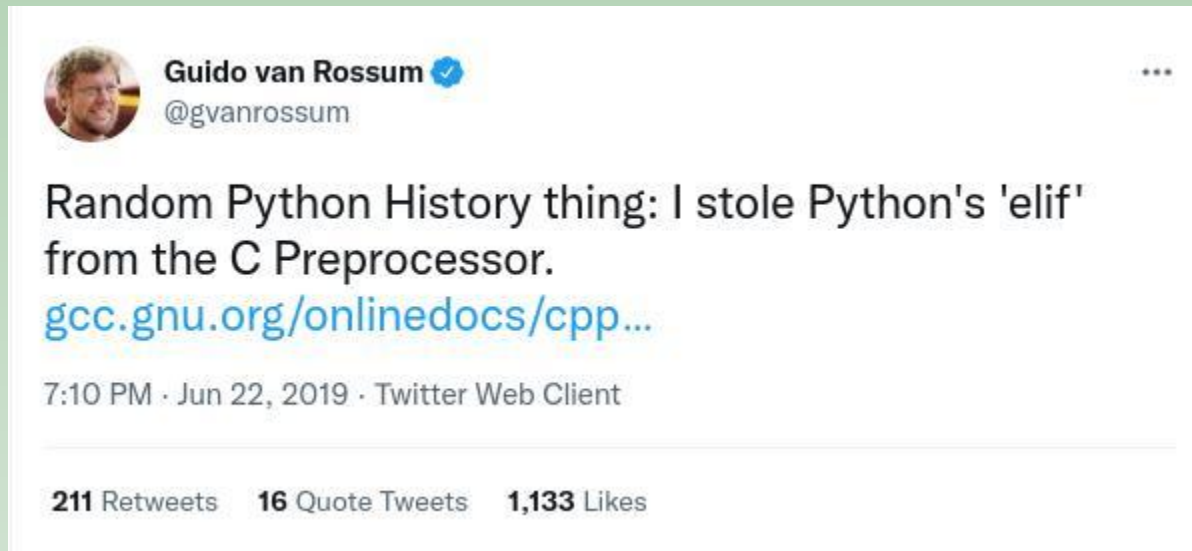 Guido van Rossum
@gvanrossum
Random Python History thing: I stole Python's 'elif'
from the C Preprocessor.
gcc.gnu.org/onlinedocs/cpp...
7:10 PM · Jun 22, 2019 · Twitter Web Client
211 Retweets 16 Quote Tweets 1,133 Likes